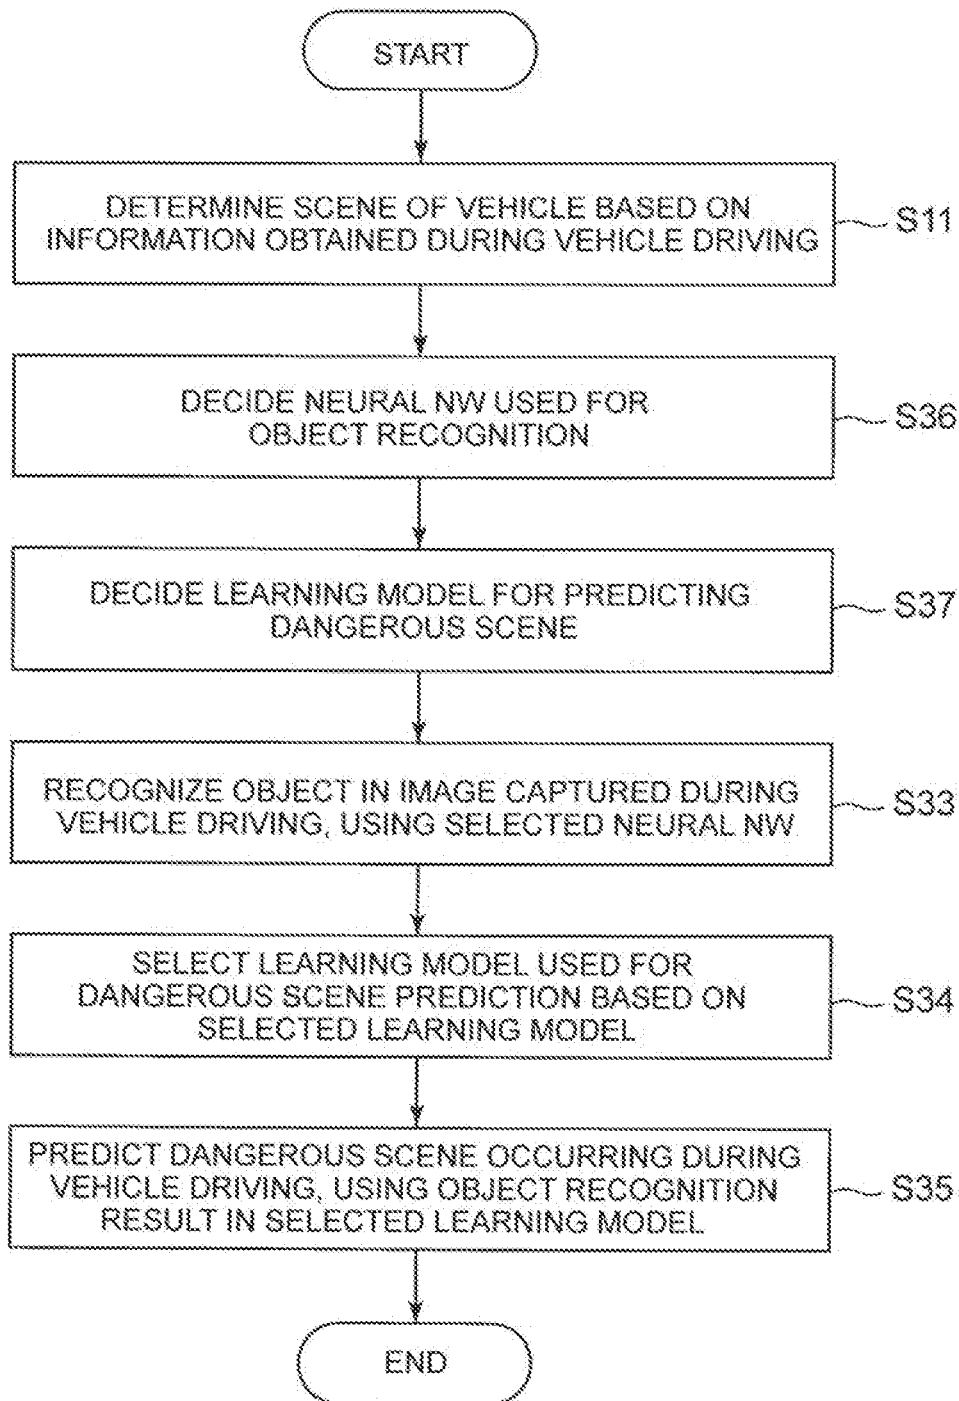 START
DETERMINE SCENE OF VEHICLE BASED ON
INFORMATION OBTAINED DURING VEHICLE DRIVING
S11
DECIDE NEURAL NW USED FOR
OBJECT RECOGNITION
S36
DECIDE LEARNING MODEL FOR PREDICTING
DANGEROUS SCENE
S37
RECOGNIZE OBJECT IN IMAGE CAPTURED DURING
VEHICLE DRIVING, USING SELECTED NEURAL NW
S33
SELECT LEARNING MODEL USED FOR
DANGEROUS SCENE PREDICTION BASED ON
SELECTED LEARNING MODEL
S34
PREDICT DANGEROUS SCENE OCCURRING DURING
VEHICLE DRIVING, USING OBJECT RECOGNITION
RESULT IN SELECTED LEARNING MODEL
S35
END